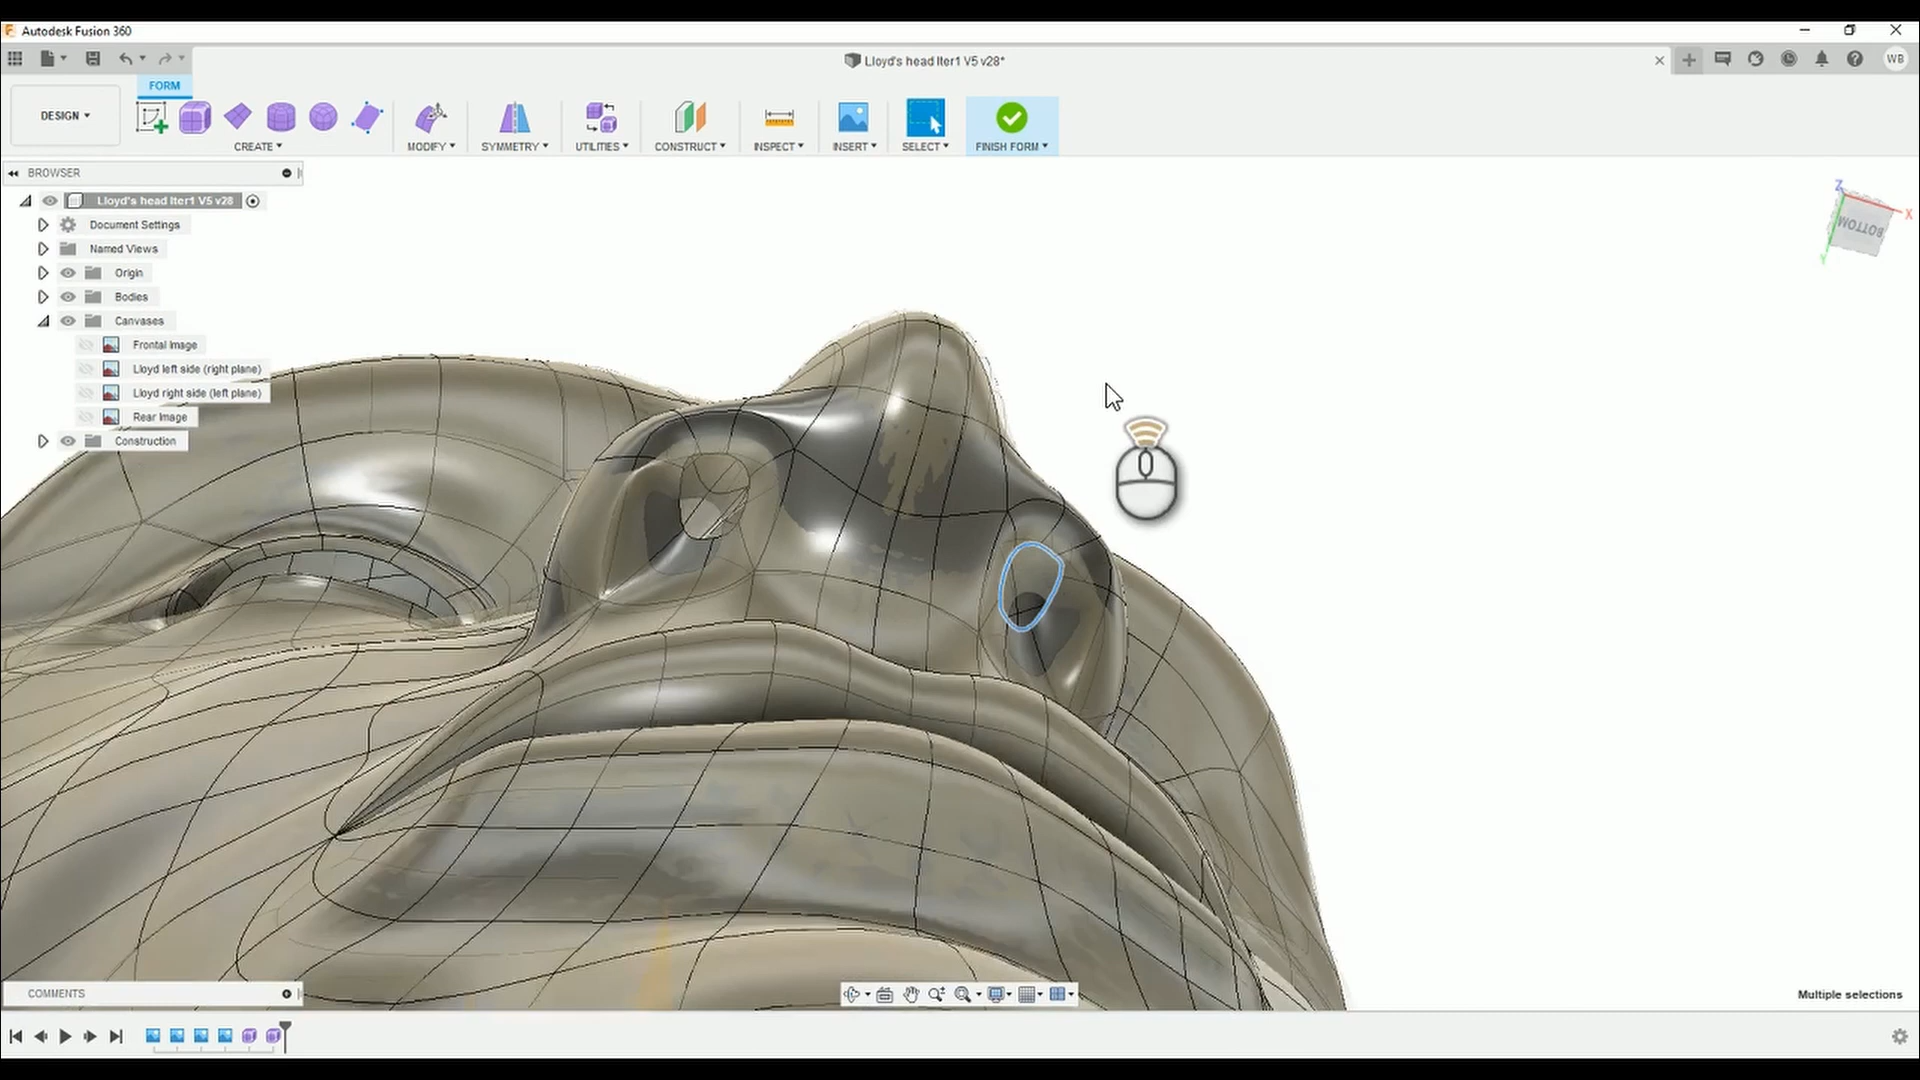 Autodesk Fusion 360
Lloyd's head Iter1 V5 v28*
WB
FORM
DESIGN
CREATE
MODIFY
SYMMETRY
UTILITIES
CONSTRUCT
INSPECT
INSERT
SELECT
FINISH FORM
BROWSER
Lloyd's head Iter1 V5 v28
Document Settings
Named Views
Origin
Bodies
Canvases
Frontal Image
Lloyd left side (right plane)
Lloyd right side (left plane)
Rear Image
Construction
Z
X
BOTTOM
Y
COMMENTS
Multiple selections